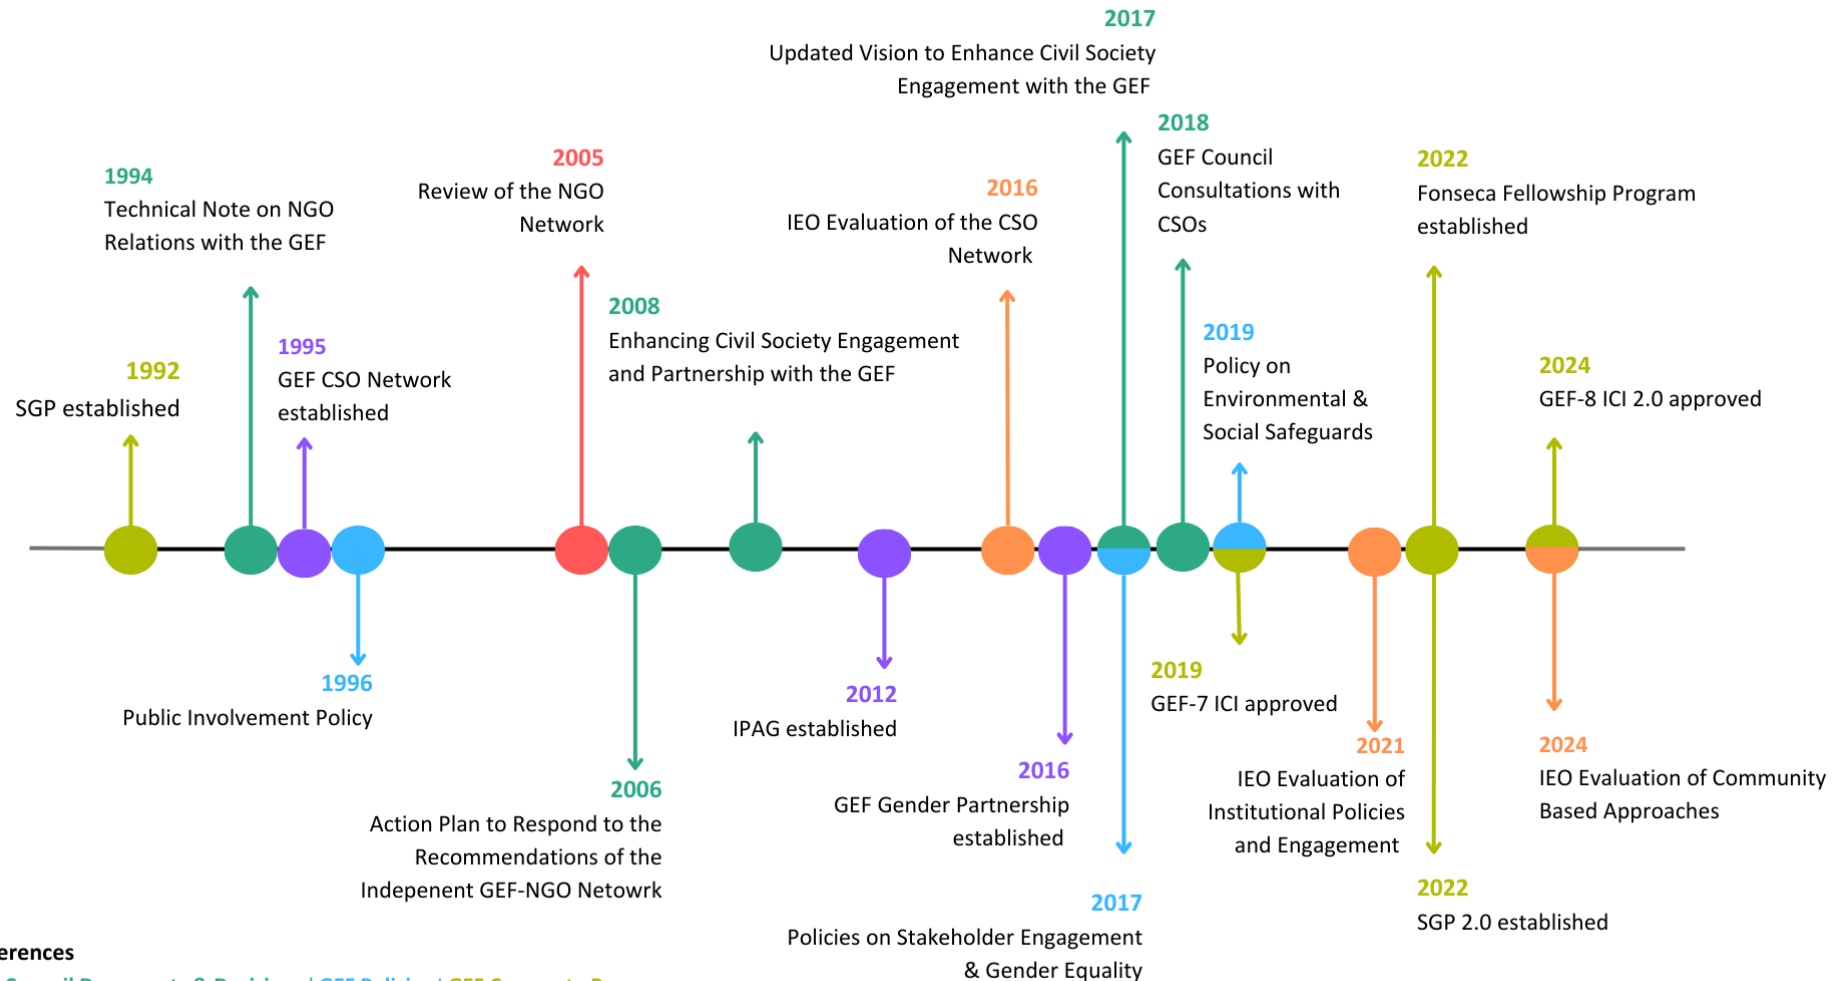 2017
Updated Vision to Enhance Civil Society
Engagement with the GEF
2018
GEF Council
Consultations with
CSOs
1994
Technical Note on NGO
Relations with the GEF
2005
Review of the NGO
Network
2016
IEO Evaluation of the CSO
Network
2022
Fonseca Fellowship Program
established
1992
SGP established
1995
GEF CSO Network
established
2008
Enhancing Civil Society Engagement
and Partnership with the GEF
2019
Policy on
Environmental &
Social Safeguards
2024
GEF-8 ICI 2.0 approved
1996
Public Involvement Policy
2006
Action Plan to Respond to the
Recommendations of the
Indepenent GEF-NGO Netowrk
2012
IPAG established
2016
GEF Gender Partnership
established
2017
Policies on Stakeholder Engagement
& Gender Equality
2019
GEF-7 ICI approved
2021
IEO Evaluation of
Institutional Policies
and Engagement
2022
SGP 2.0 established
2024
IEO Evaluation of Community
Based Approaches
erences